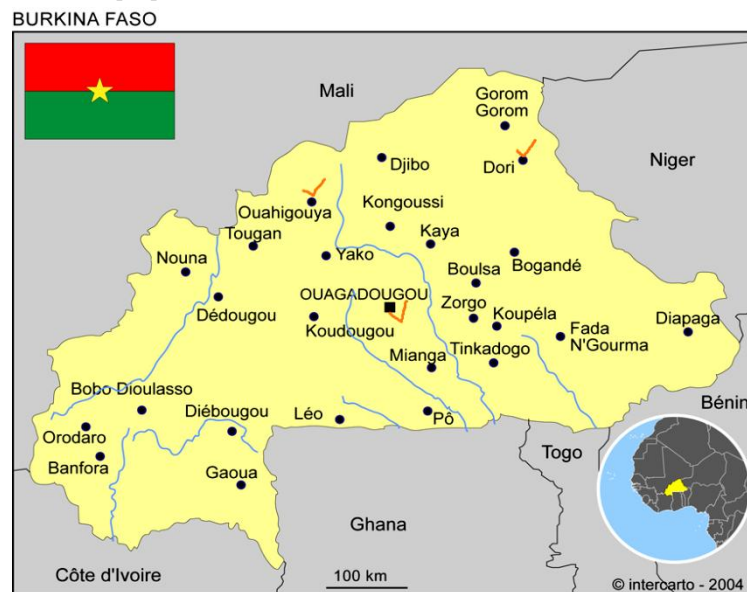 BURKINA FASO
Mali
Gorom
Gorom
Djibo
Dori
Niger
Ouahigouya
Kongoussi
Tougan
Kaya
Nouna
Yako
Bogandé
Boulsa
OUAGADOUGOU
Dédougou
Zorgo
Koupéla
Koudougou
Fada
N'Gourma
Diapaga
Mianga
Tinkadogo
Bobo Dioulasso
Diébougou
Léo
Pô
Bénin
Orodaro
Banfora
Togo
Gaoua
Ghana
Côte d'Ivoire
100 km
© intercarto - 2004